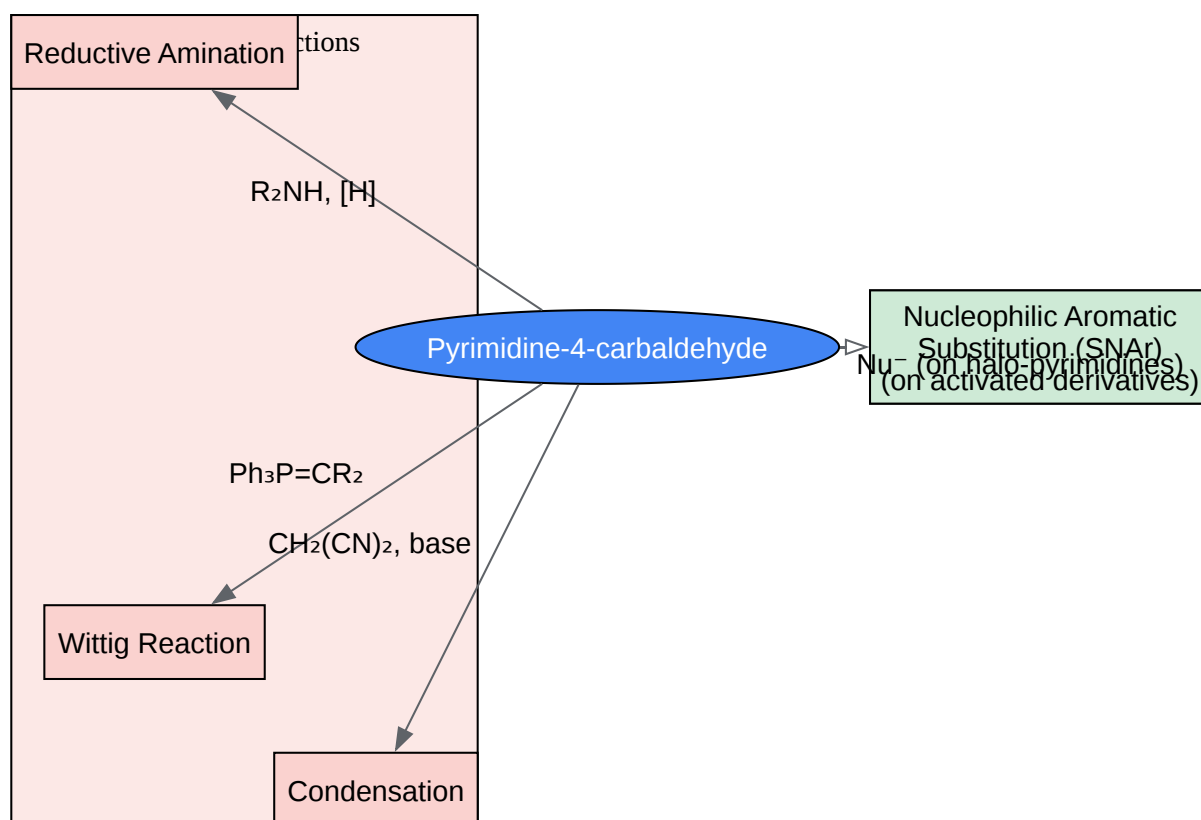 Reductive Amination
ctions
R₂NH, [H]
Pyrimidine-4-carbaldehyde
Nucleophilic Aromatic
Substitution (SNAr)
(on activated derivatives)
Nu⁻ (on halo-pyrimidines)
Ph₃P=CR₂
CH₂(CN)₂, base
Wittig Reaction
Condensation